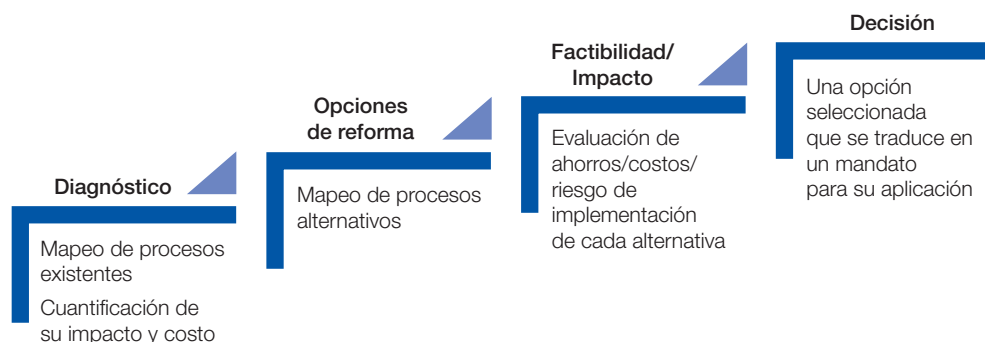 Diagnóstico
Mapeo de procesos
existentes
Cuantificación de
su impacto y costo
Opciones
de reforma
Mapeo de procesos
alternativos
Factibilidad/
Impacto
Evaluación de
ahorros/costos/
riesgo de
implementación
de cada alternativa
Decisión
Una opción
seleccionada
que se traduce en
un mandato
para su aplicación